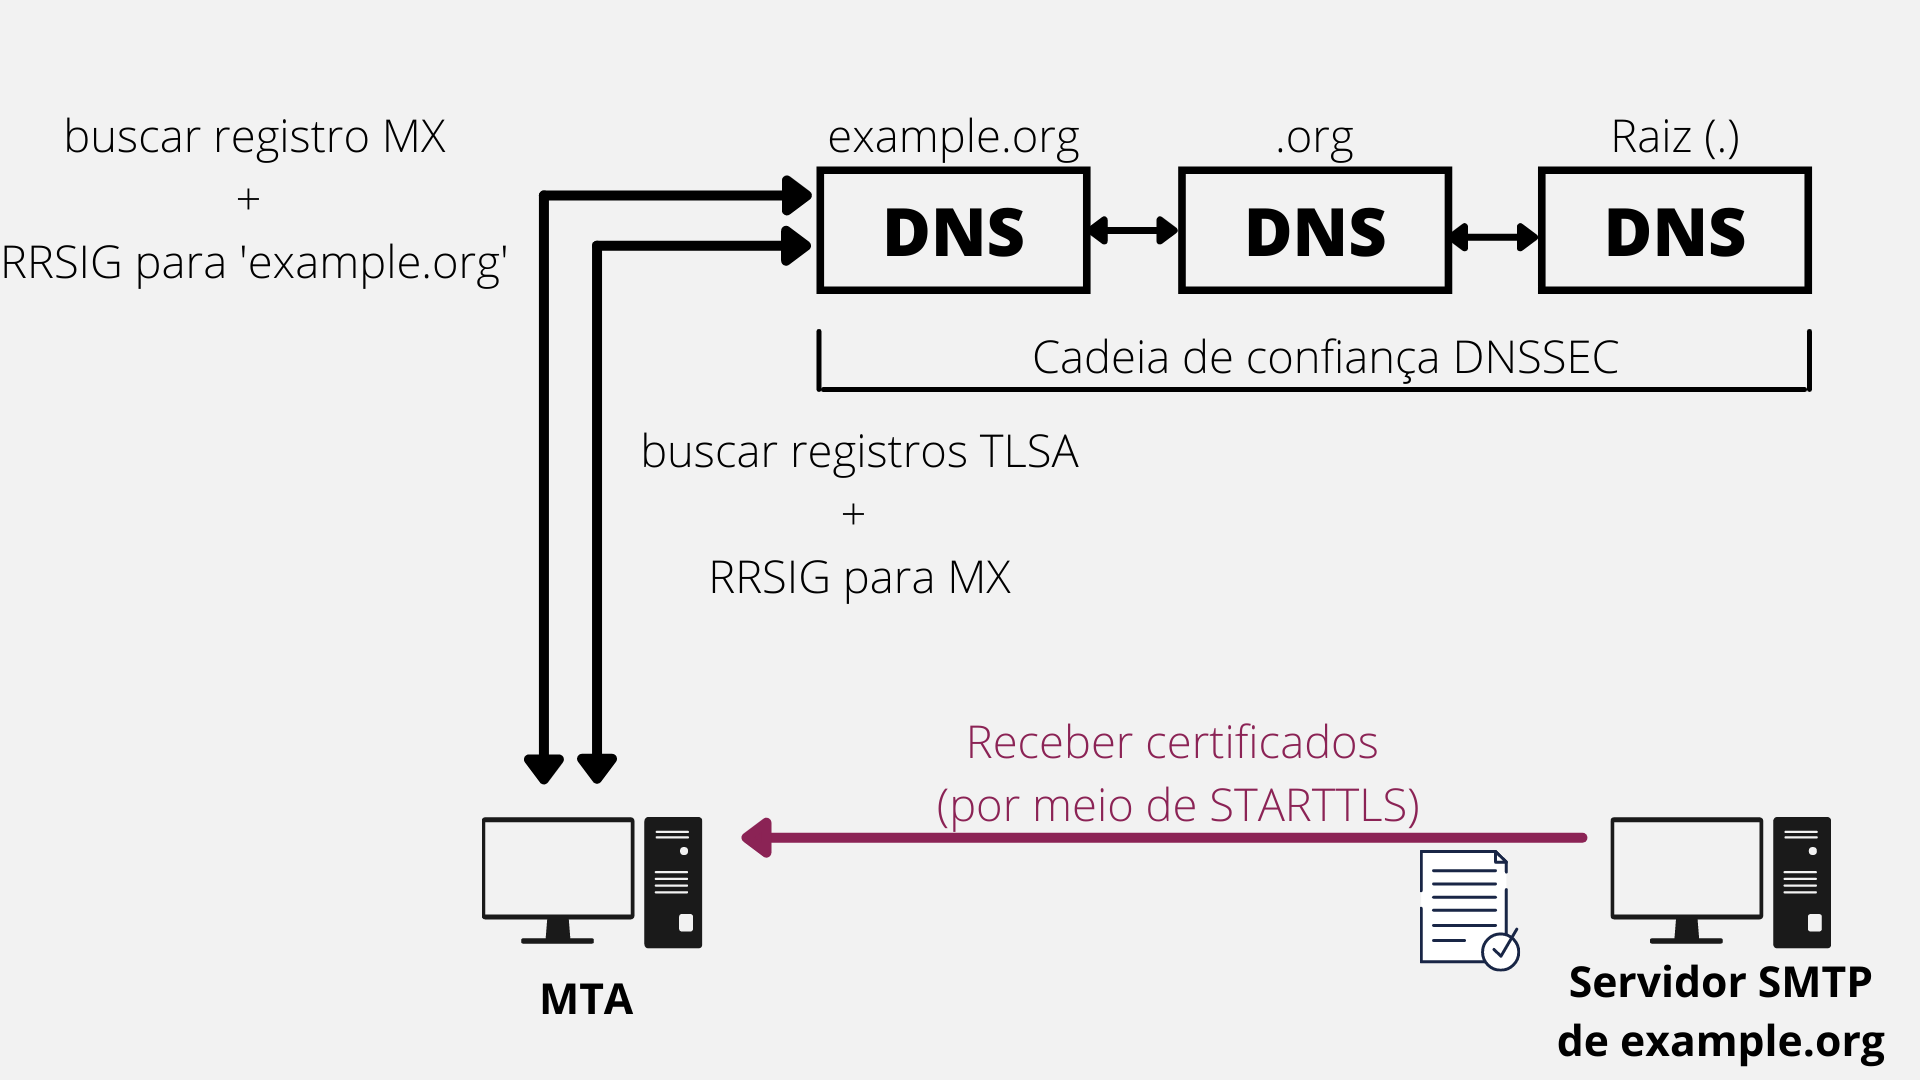 buscar registro MX
+
RRSIG para 'example.org'
example.org
.org
Raiz (.)
DNS
DNS
DNS
Cadeia de confiança DNSSEC
buscar registros TLSA
+
RRSIG para MX
Receber certificados
(por meio de STARTTLS)
MTA
Servidor SMTP
de example.org